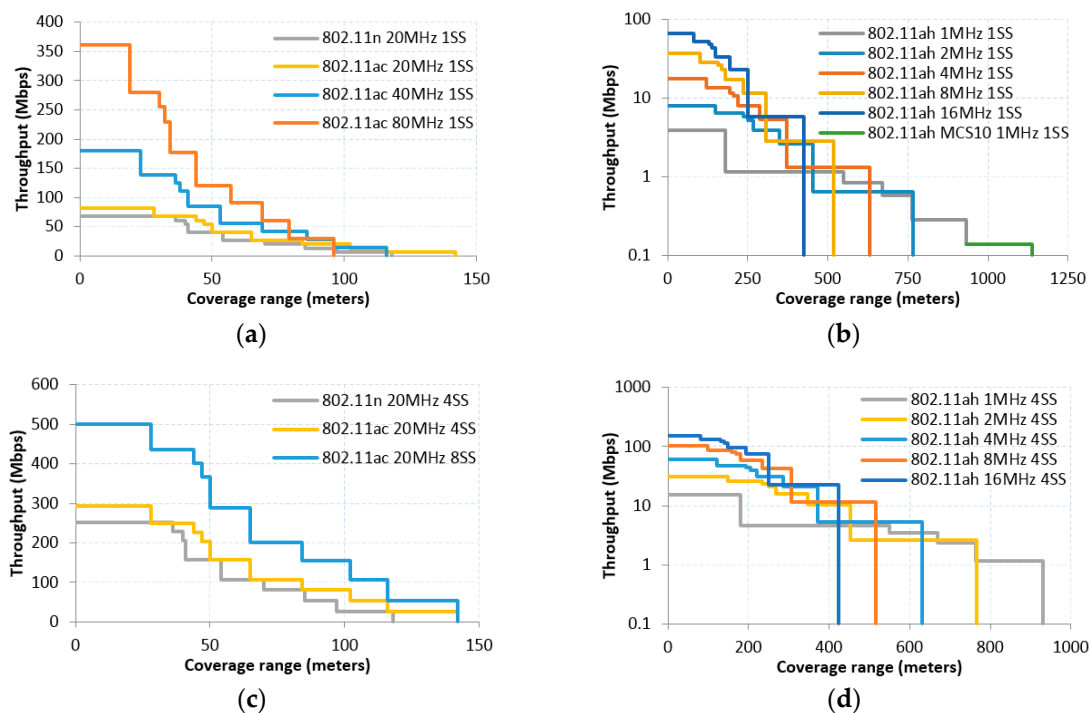 400
350
300
250
200
150
100
50
0
Throughput (Mbps)
802.11n 20MHz 1SS
802.11ac 20MHz 1SS
802.11ac 40MHz 1SS
802.11ac 80MHz 1SS
0 50 100 150
Coverage range (meters)
(a)
100
10
1
0.1
Throughput (Mbps)
802.11ah 1MHz 1SS
802.11ah 2MHz 1SS
802.11ah 4MHz 1SS
802.11ah 8MHz 1SS
802.11ah 16MHz 1SS
802.11ah MCS10 1MHz 1SS
0 250 500 750 1000 1250
Coverage range (meters)
(b)
600
500
400
300
200
100
0
Throughput (Mbps)
802.11n 20MHz 4SS
802.11ac 20MHz 4SS
802.11ac 20MHz 8SS
0 50 100 150
Coverage range (meters)
(c)
1000
100
10
1
0.1
Throughput (Mbps)
802.11ah 1MHz 4SS
802.11ah 2MHz 4SS
802.11ah 4MHz 4SS
802.11ah 8MHz 4SS
802.11ah 16MHz 4SS
0 200 400 600 800 1000
Coverage range (meters)
(d)